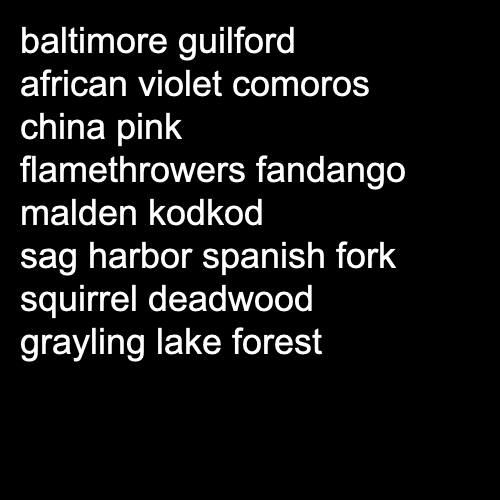 baltimore guilford
african violet comoros
china pink
flamethrowers fandango
malden kodkod
sag harbor spanish fork
squirrel deadwood
grayling lake forest